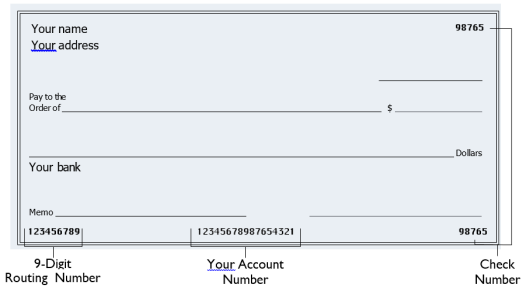 Your name 98765
Your address
Pay to the
Order of $
Dollars
Your bank
Memo
123456789 12345678987654321 98765
9-Digit Your Account Check
Routing Number Number Number